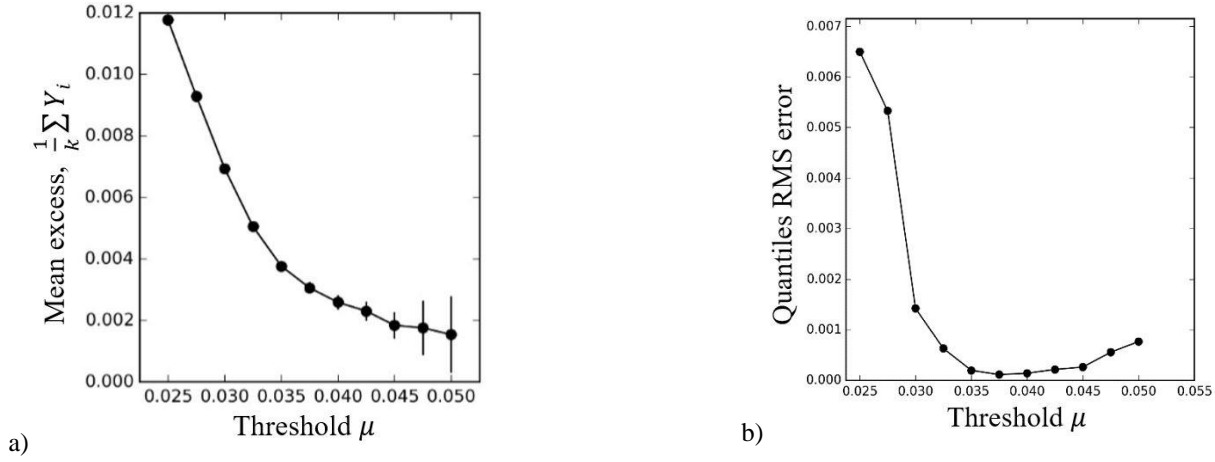 0.012
0.010
0.008
0.006
0.004
0.002
0.000
Mean excess, $\frac{1}{k}\sum Y_i$
0.025 0.030 0.035 0.040 0.045 0.050
Threshold μ
a)
0.007
0.006
0.005
0.004
0.003
0.002
0.001
0.000
Quantiles RMS error
0.025 0.030 0.035 0.040 0.045 0.050 0.055
Threshold μ
b)